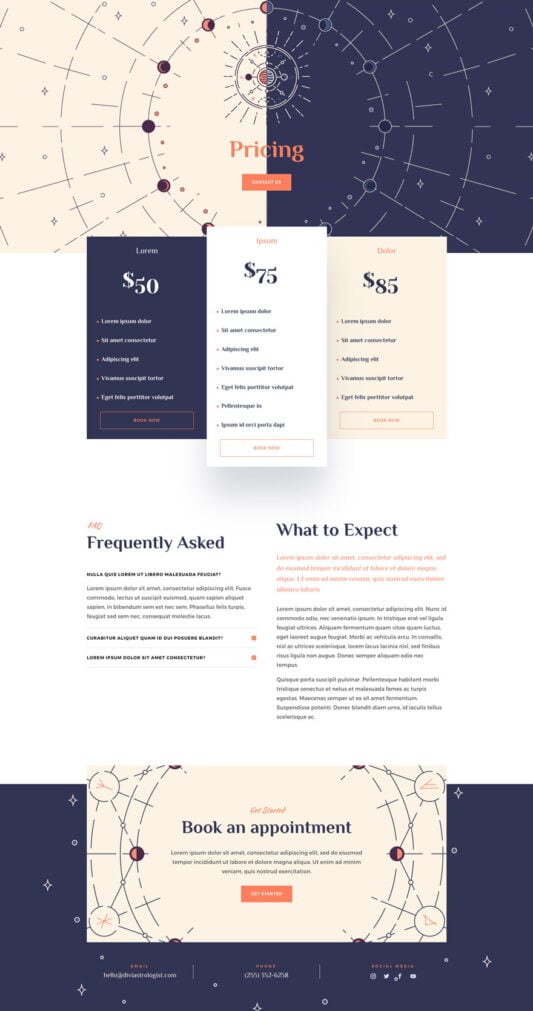 Pricing
CONTACT US
Lorem
$50
Lorem ipsum dolor
Sit amet consectetur
Adipiscing elit
Vivamus suscipit tortor
Eget felis porttitor volutpat
BOOK NOW
Ipsum
$75
Lorem ipsum dolor
Sit amet consectetur
Adipiscing elit
Vivamus suscipit tortor
Eget felis porttitor volutpat
Pellentesque in
Ipsum id orci porta dapi
BOOK NOW
Dolor
$85
Lorem ipsum dolor
Sit amet consectetur
Adipiscing elit
Vivamus suscipit tortor
Eget felis porttitor volutpat
BOOK NOW
FAQ
Frequently Asked
NULLA QUIS LOREM UT LIBERO MALESUADA FEUGIAT?
Lorem ipsum dolor sit amet, consectetur adipiscing elit. Fusce
commodo, lectus ut suscipit euismod, quam sapien aliquet
sapien, in bibendum sem est nec sem. Phasellus felis turpis,
feugiat sed sem nec, consequat molestie lacus.
CURABITUR ALIQUET QUAM ID DUI POSUERE BLANDIT?
LOREM IPSUM DOLOR SIT AMET CONSECTETUR?
What to Expect
Lorem ipsum dolor sit amet, consectetur adipiscing elit, sed
do eiusmod tempor incididunt ut labore et dolore magna
aliqua. Ut enim ad minim veniam, quis nostrud exercitation
ullamco laboris
Lorem ipsum dolor sit amet, consectetur adipiscing elit. Nunc id
commodo odio, nec venenatis ipsum. In tristique erat vel ligula
feugiat ultrices. Aliquam fermentum quam vitae quam luctus,
eget laoreet augue feugiat. Morbi ac vehicula arcu. In convallis,
nisl ac ultrices scelerisque, lorem lacus lacinia nisl, sed finibus
risus ligula non augue. Donec semper aliquam odio nec
tempus.
Quisque porta suscipit pulvinar. Pellentesque habitant morbi
tristique senectus et netus et malesuada fames ac turpis
egestas. Maecenas semper ut ex sit amet fermentum.
Suspendisse potenti. Donec blandit diam urna, id iaculis tellus
scelerisque ac.
Get Started
Book an appointment
Lorem ipsum dolor sit amet, consectetur adipiscing elit, sed do eiusmod
tempor incididunt ut labore et dolore magna aliqua. Ut enim ad minim
veniam, quis nostrud exercitation.
GET STARTED
EMAIL
hello@diviastrologist.com
PHONE
(255) 352-6258
SOCIAL MEDIA